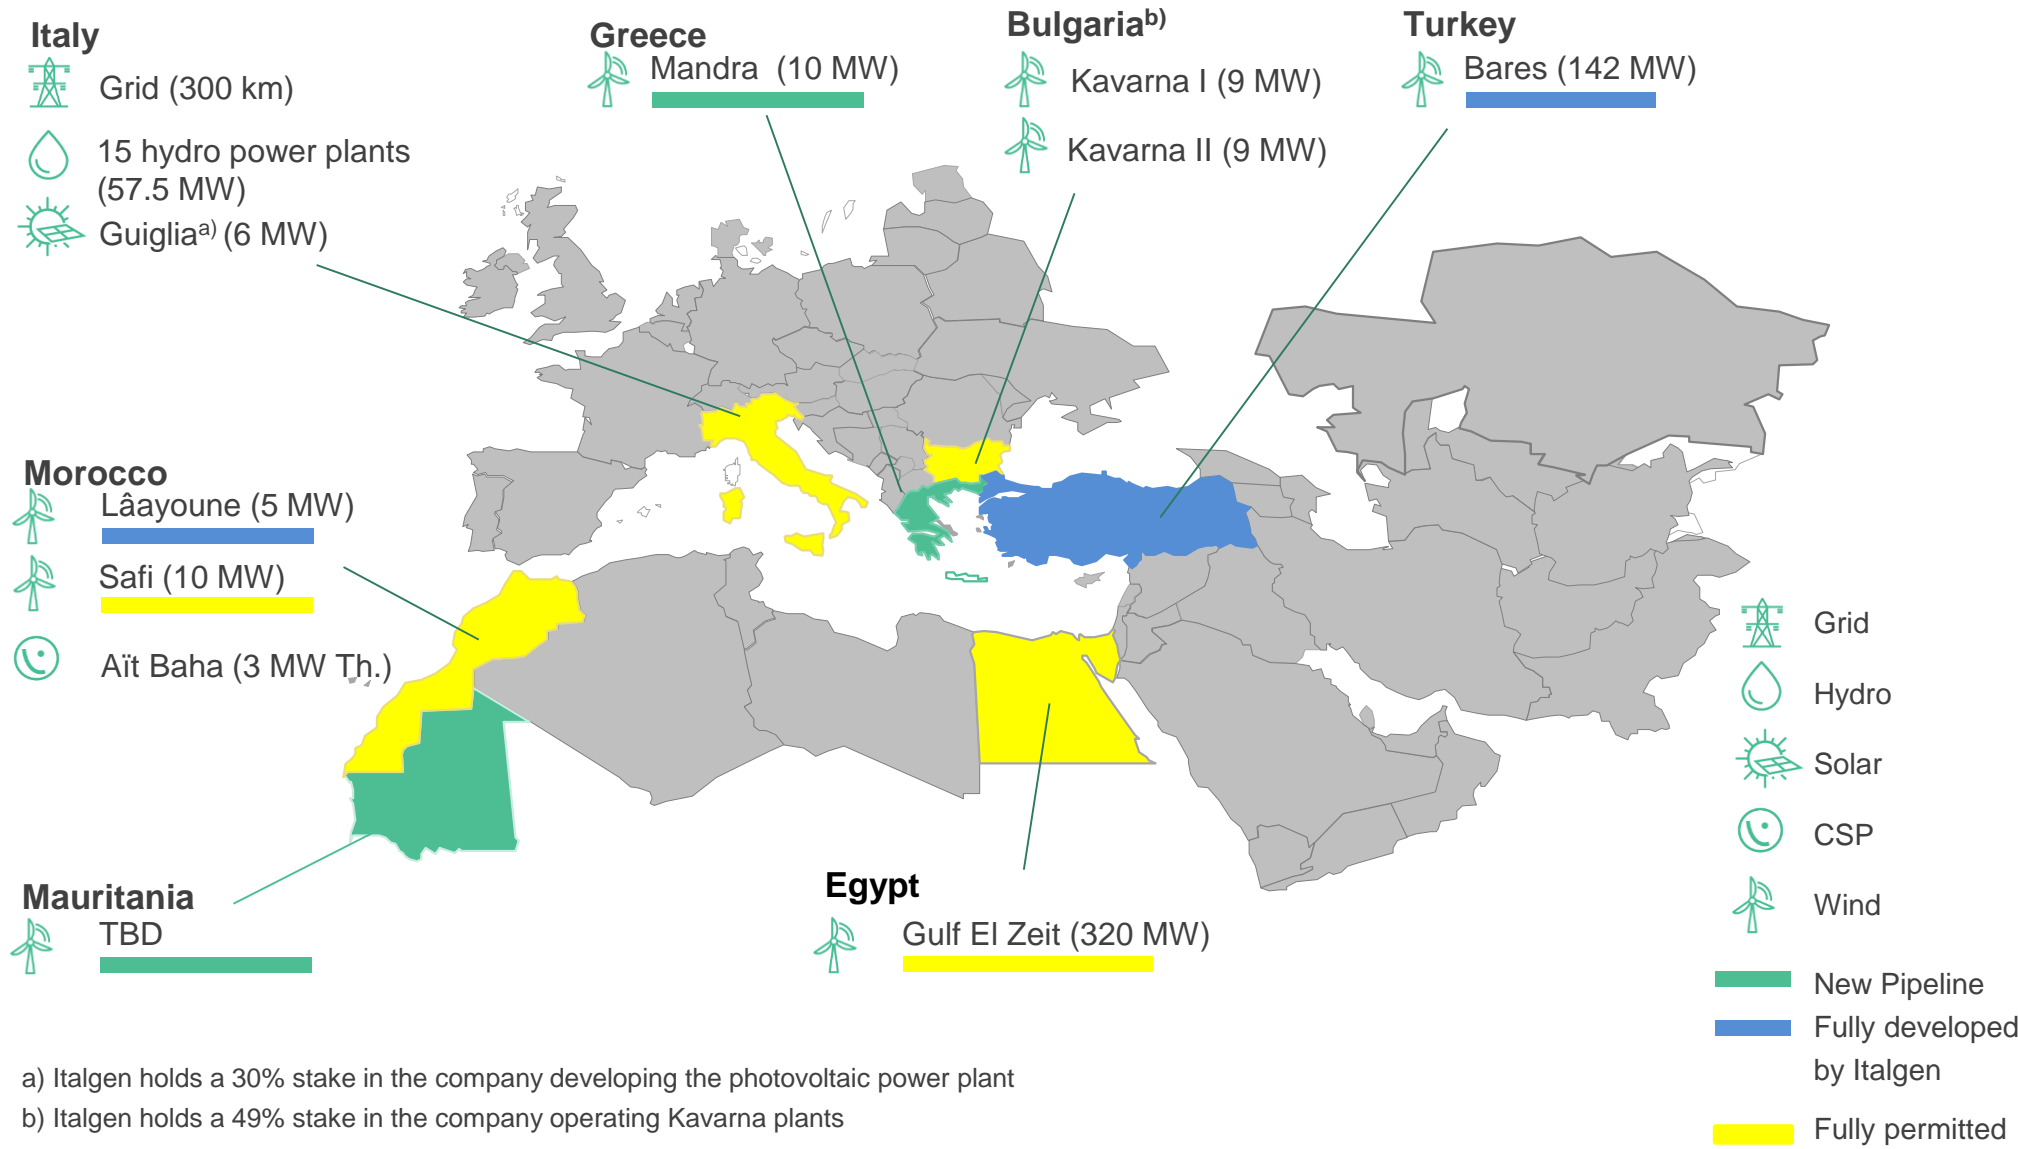 Italy
Grid (300 km)
15 hydro power plants
(57.5 MW)
Guigliaa) (6 MW)
Greece
Mandra (10 MW)
Bulgariab)
Kavarna I (9 MW)
Kavarna II (9 MW)
Turkey
Bares (142 MW)
Morocco
Lâayoune (5 MW)
Safi (10 MW)
Aït Baha (3 MW Th.)
Mauritania
TBD
Egypt
Gulf El Zeit (320 MW)
Grid
Hydro
Solar
CSP
Wind
New Pipeline
Fully developed
by Italgen
Fully permitted
a) Italgen holds a 30% stake in the company developing the photovoltaic power plant
b) Italgen holds a 49% stake in the company operating Kavarna plants